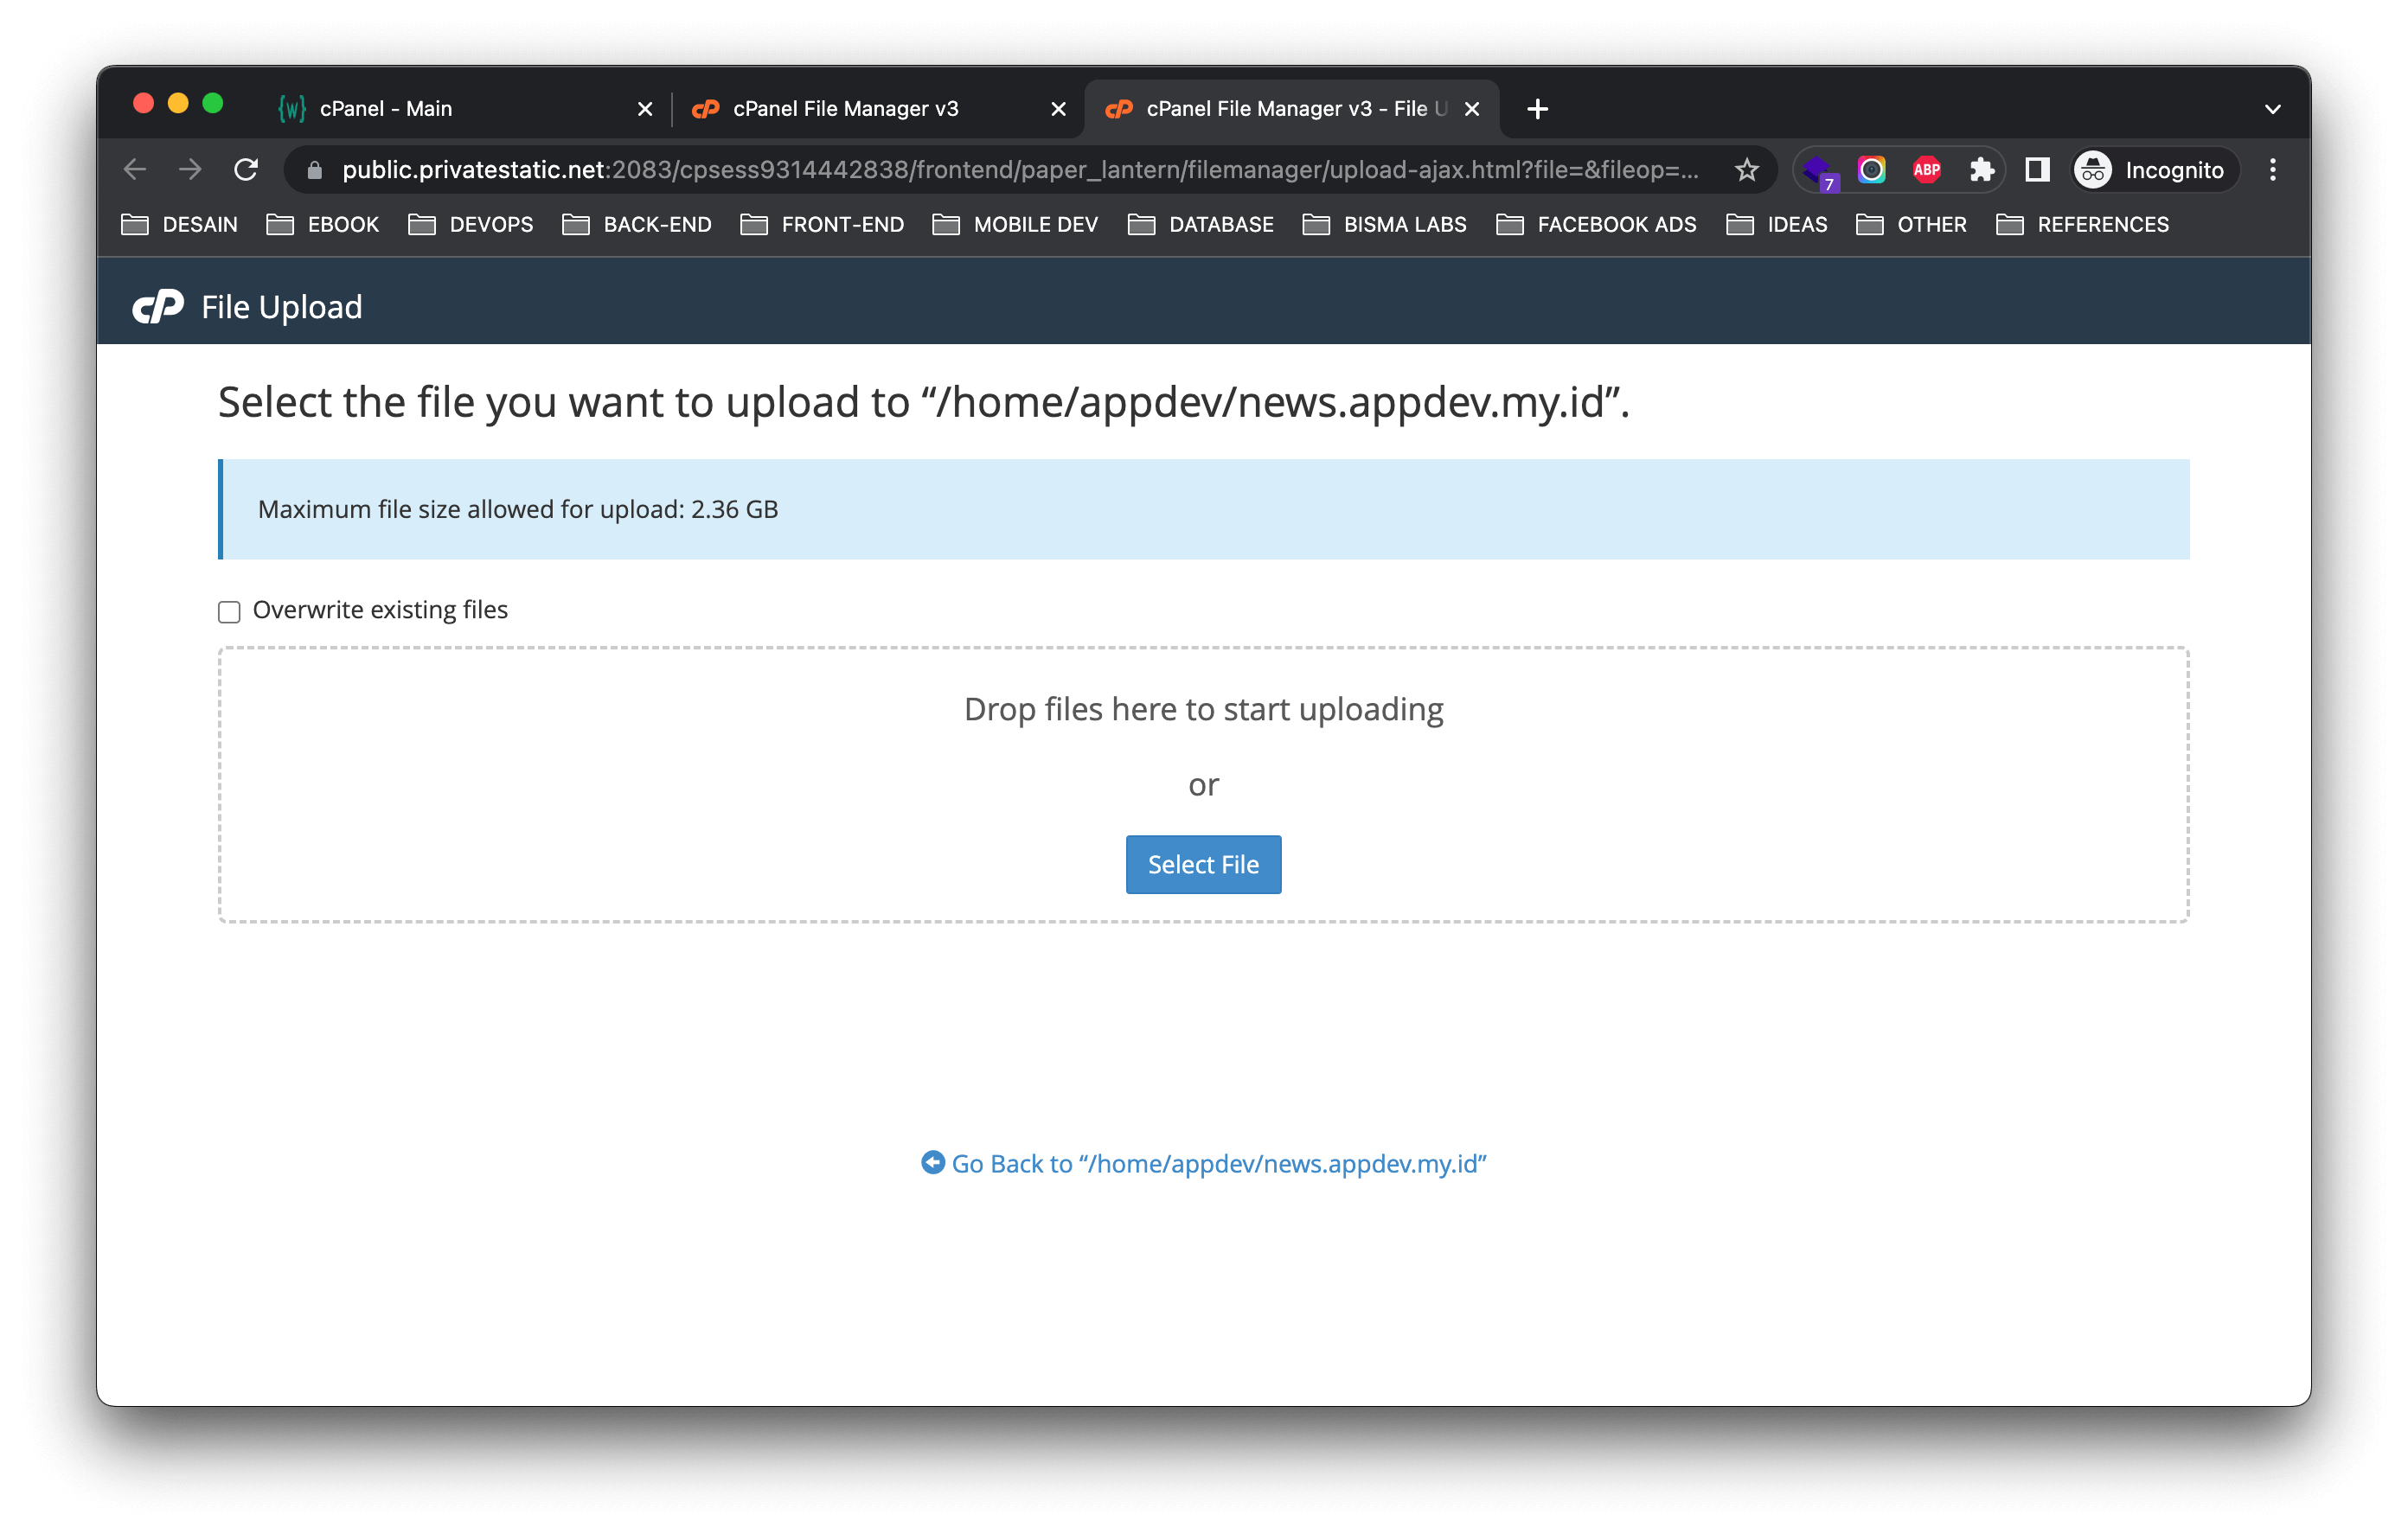 cPanel - Main
cPanel File Manager v3
cPanel File Manager v3 - File U
public.privatestatic.net:2083/cpsess9314442838/frontend/paper_lantern/filemanager/upload-ajax.html?file=&fileop=...
7
ABP
Incognito
DESAIN
EBOOK
DEVOPS
BACK-END
FRONT-END
MOBILE DEV
DATABASE
BISMA LABS
FACEBOOK ADS
IDEAS
OTHER
REFERENCES
cP File Upload
Select the file you want to upload to “/home/appdev/news.appdev.my.id”.
Maximum file size allowed for upload: 2.36 GB
Overwrite existing files
Drop files here to start uploading
or
Select File
Go Back to “/home/appdev/news.appdev.my.id”